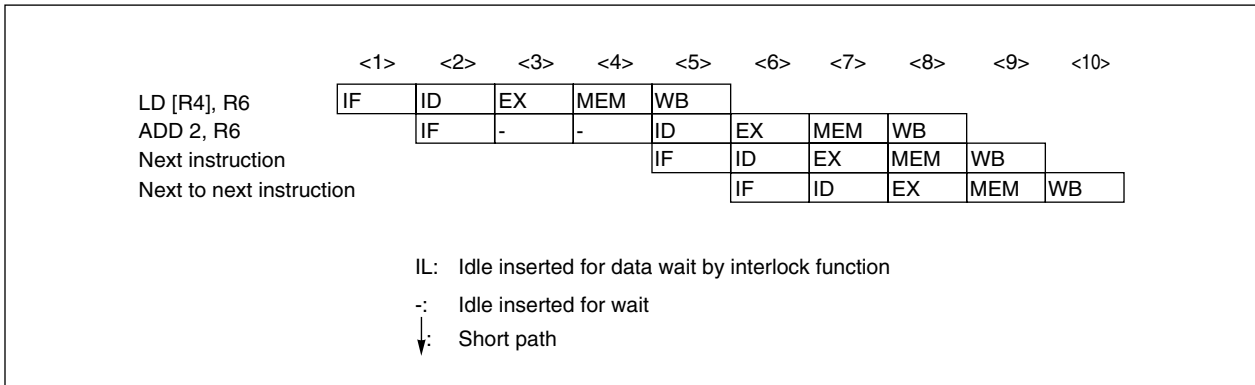 <1> <2> <3> <4> <5> <6> <7> <8> <9> <10>
LD [R4], R6 IF ID EX MEM WB
ADD 2, R6 IF - - ID EX MEM WB
Next instruction IF ID EX MEM WB
Next to next instruction IF ID EX MEM WB
IL: Idle inserted for data wait by interlock function
-: Idle inserted for wait
: Short path